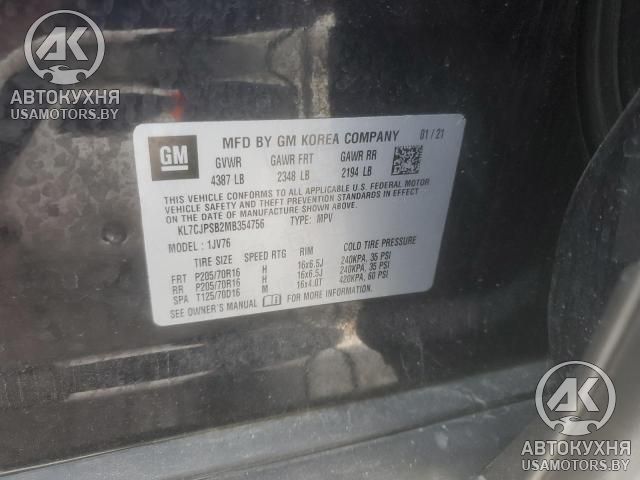 АК
АВТОКУХНЯ
USAMOTORS.BY
GM
MFD BY GM KOREA COMPANY 01/21
GVWR GAWR FRT GAWR RR
4387 LB 2348 LB 2194 LB
THIS VEHICLE CONFORMS TO ALL APPLICABLE U.S. FEDERAL MOTOR
VEHICLE SAFETY AND THEFT PREVENTION STANDARDS IN EFFECT
ON THE DATE OF MANUFACTURE SHOWN ABOVE.
KL7CJPSB2MB354756 TYPE: MPV
MODEL: 1JV76
TIRE SIZE SPEED RTG RIM COLD TIRE PRESSURE
FRT P205/70R16 H 16x6.5J 240KPA, 35 PSI
RR P205/70R16 H 16x6.5J 240KPA, 35 PSI
SPA T125/70D16 M 16x4.0T 420KPA, 60 PSI
SEE OWNER'S MANUAL FOR MORE INFORMATION.
АК
АВТОКУХНЯ
USAMOTORS.BY